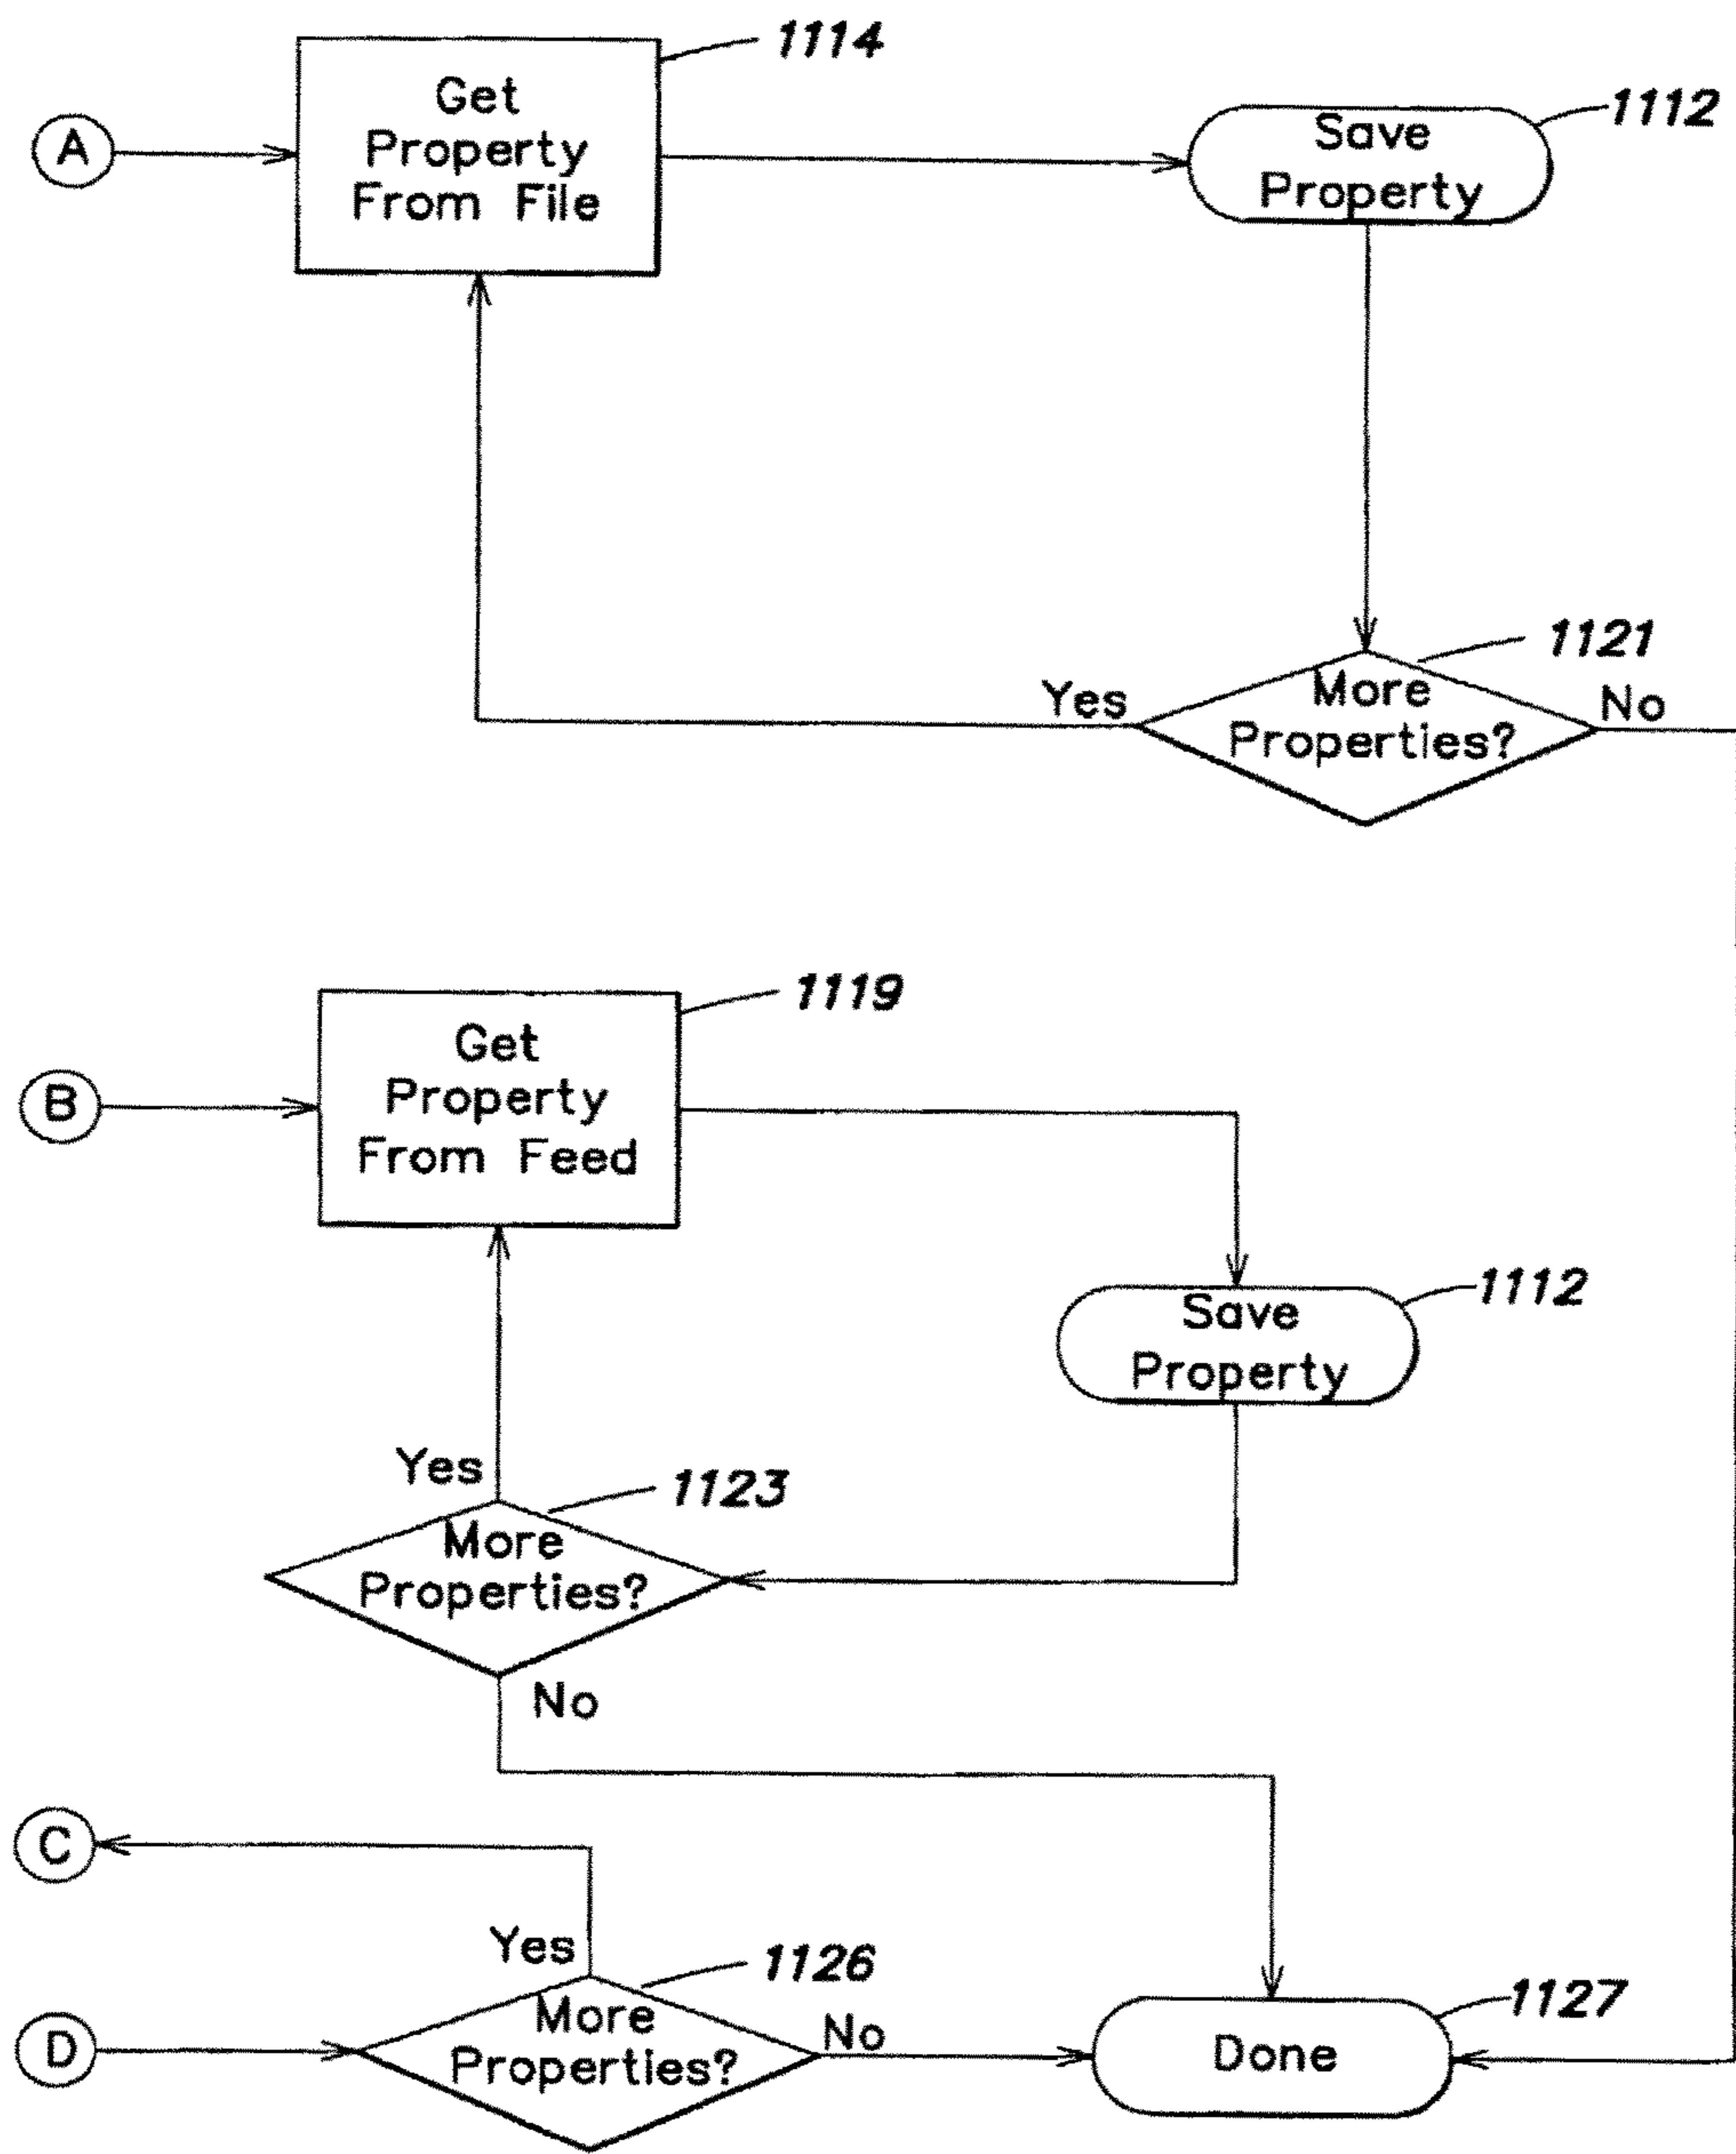 1114
Get
Property
From File
A
1112
Save
Property
1121
More
Properties?
Yes
No
1119
Get
Property
From Feed
B
1112
Save
Property
Yes
1123
More
Properties?
No
C
Yes
1126
More
Properties?
No
D
1127
Done